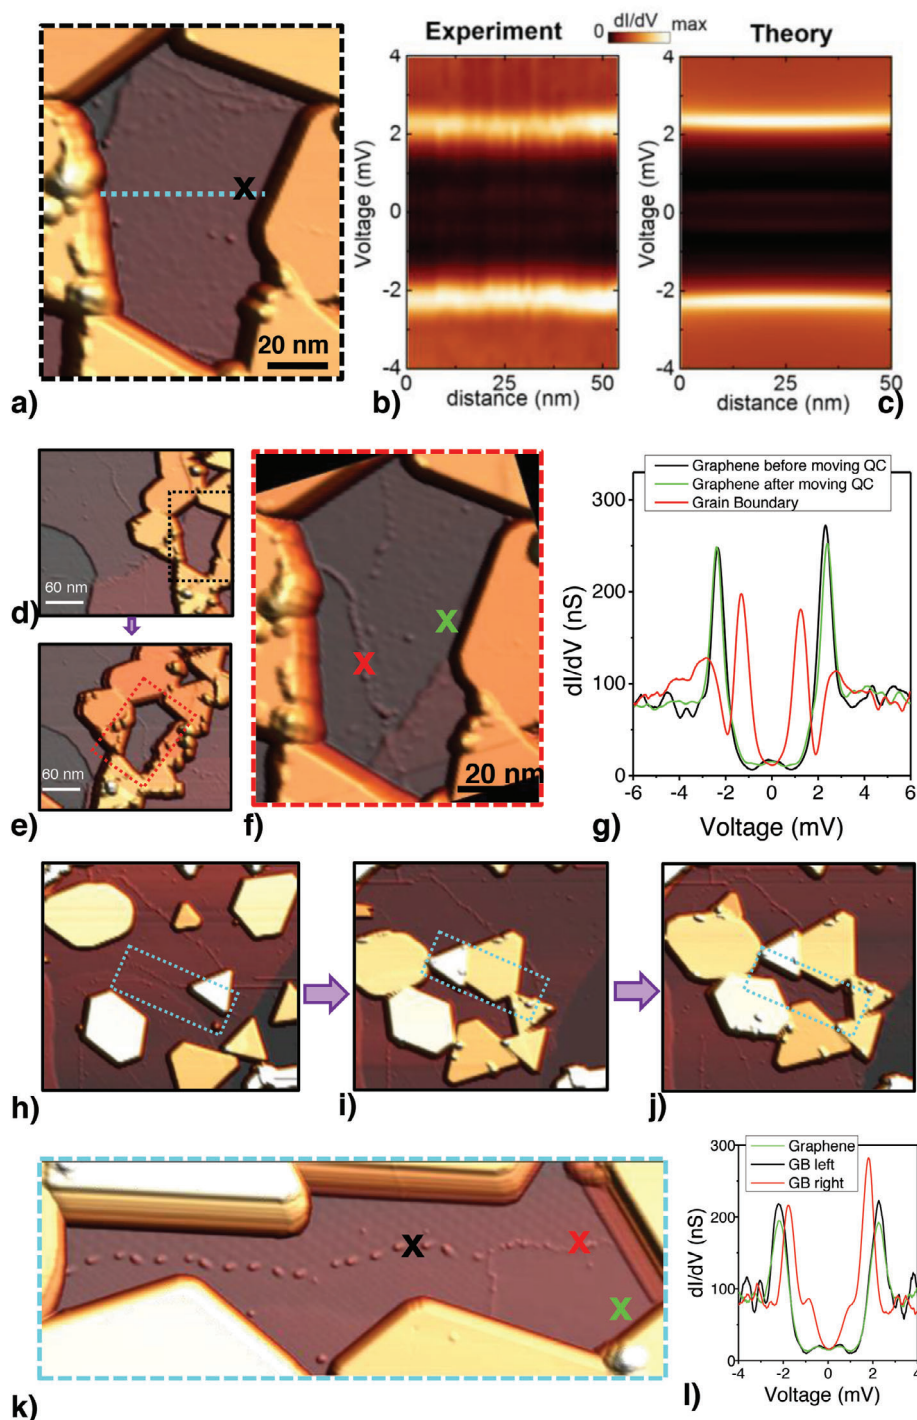 Experiment
0 dI/dV max
Theory
4
2
0
-2
-4
Voltage (mV)
0 25 50
distance (nm)
4
2
0
-2
-4
Voltage (mV)
0 25 50
distance (nm)
X
20 nm
a)
b)
c)
60 nm
d)
60 nm
e)
X
X
20 nm
f)
Graphene before moving QC
Graphene after moving QC
Grain Boundary
300
200
100
0
dI/dV (nS)
-6 -4 -2 0 2 4 6
Voltage (mV)
g)
h)
i)
j)
X
X
X
k)
Graphene
GB left
GB right
300
200
100
0
dI/dV (nS)
-4 -2 0 2 4
Voltage (mV)
l)